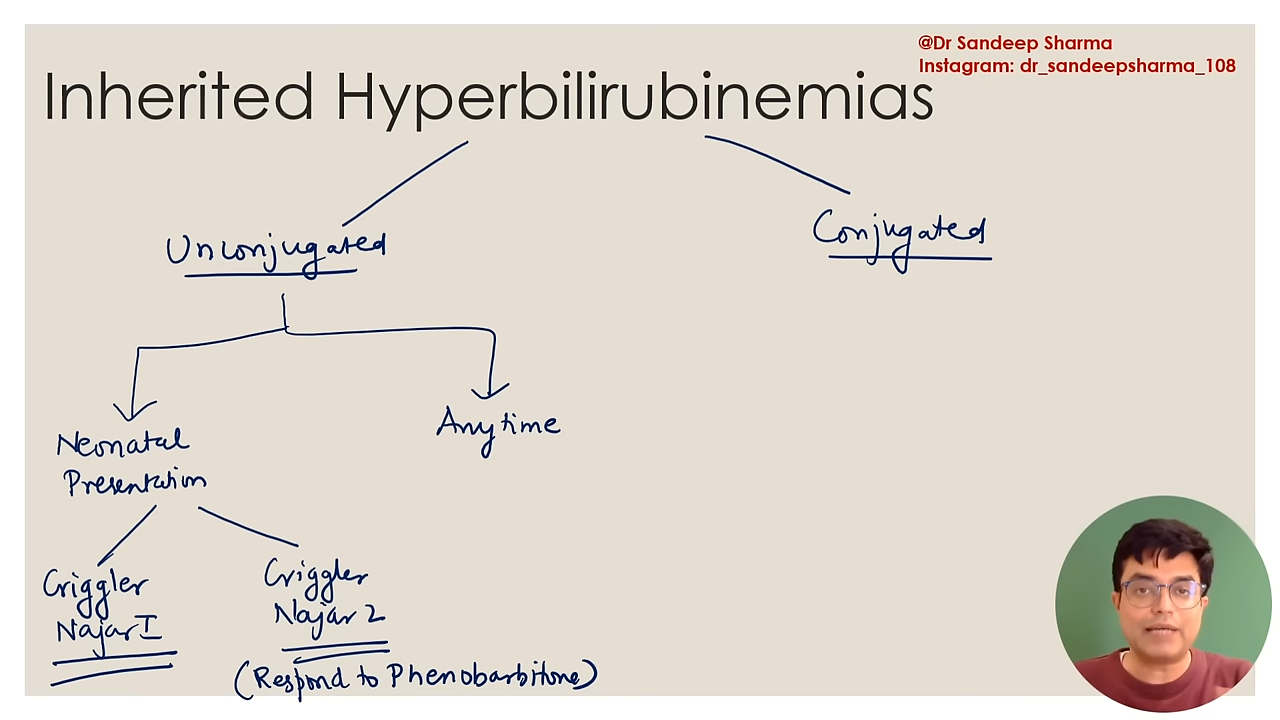 @Dr Sandeep Sharma
Instagram: dr_sandeepsharma_108
Inherited Hyperbilirubinemias
Unconjugated
Conjugated
Neonatal
Presentation
Anytime
Criggler
Najar I
Criggler
Najar 2
(Respond to Phenobarbitone)